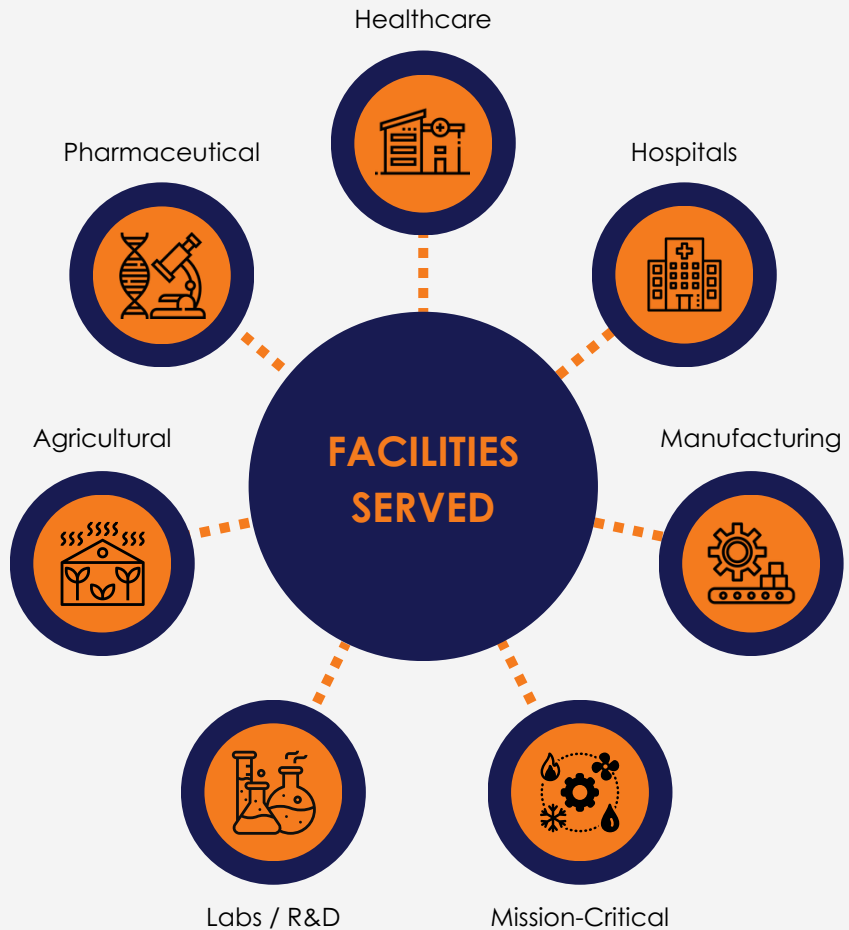 Healthcare
Pharmaceutical
Hospitals
Agricultural
FACILITIES
SERVED
Manufacturing
Labs / R&D
Mission-Critical